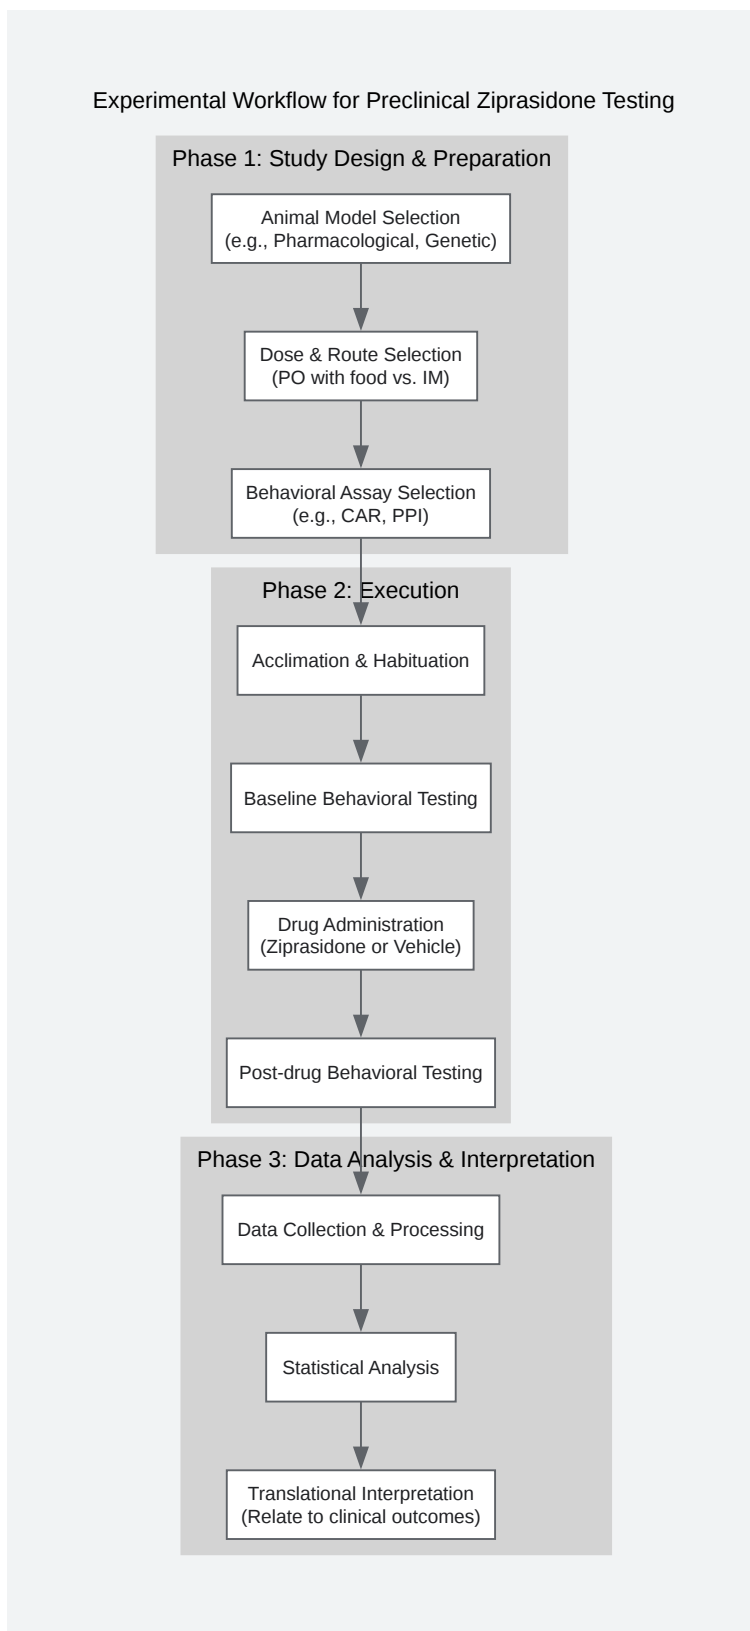 Experimental Workflow for Preclinical Ziprasidone Testing
Phase 1: Study Design & Preparation
Animal Model Selection
(e.g., Pharmacological, Genetic)
Dose & Route Selection
(PO with food vs. IM)
Behavioral Assay Selection
(e.g., CAR, PPI)
Phase 2: Execution
Acclimation & Habituation
Baseline Behavioral Testing
Drug Administration
(Ziprasidone or Vehicle)
Post-drug Behavioral Testing
Phase 3: Data Analysis & Interpretation
Data Collection & Processing
Statistical Analysis
Translational Interpretation
(Relate to clinical outcomes)